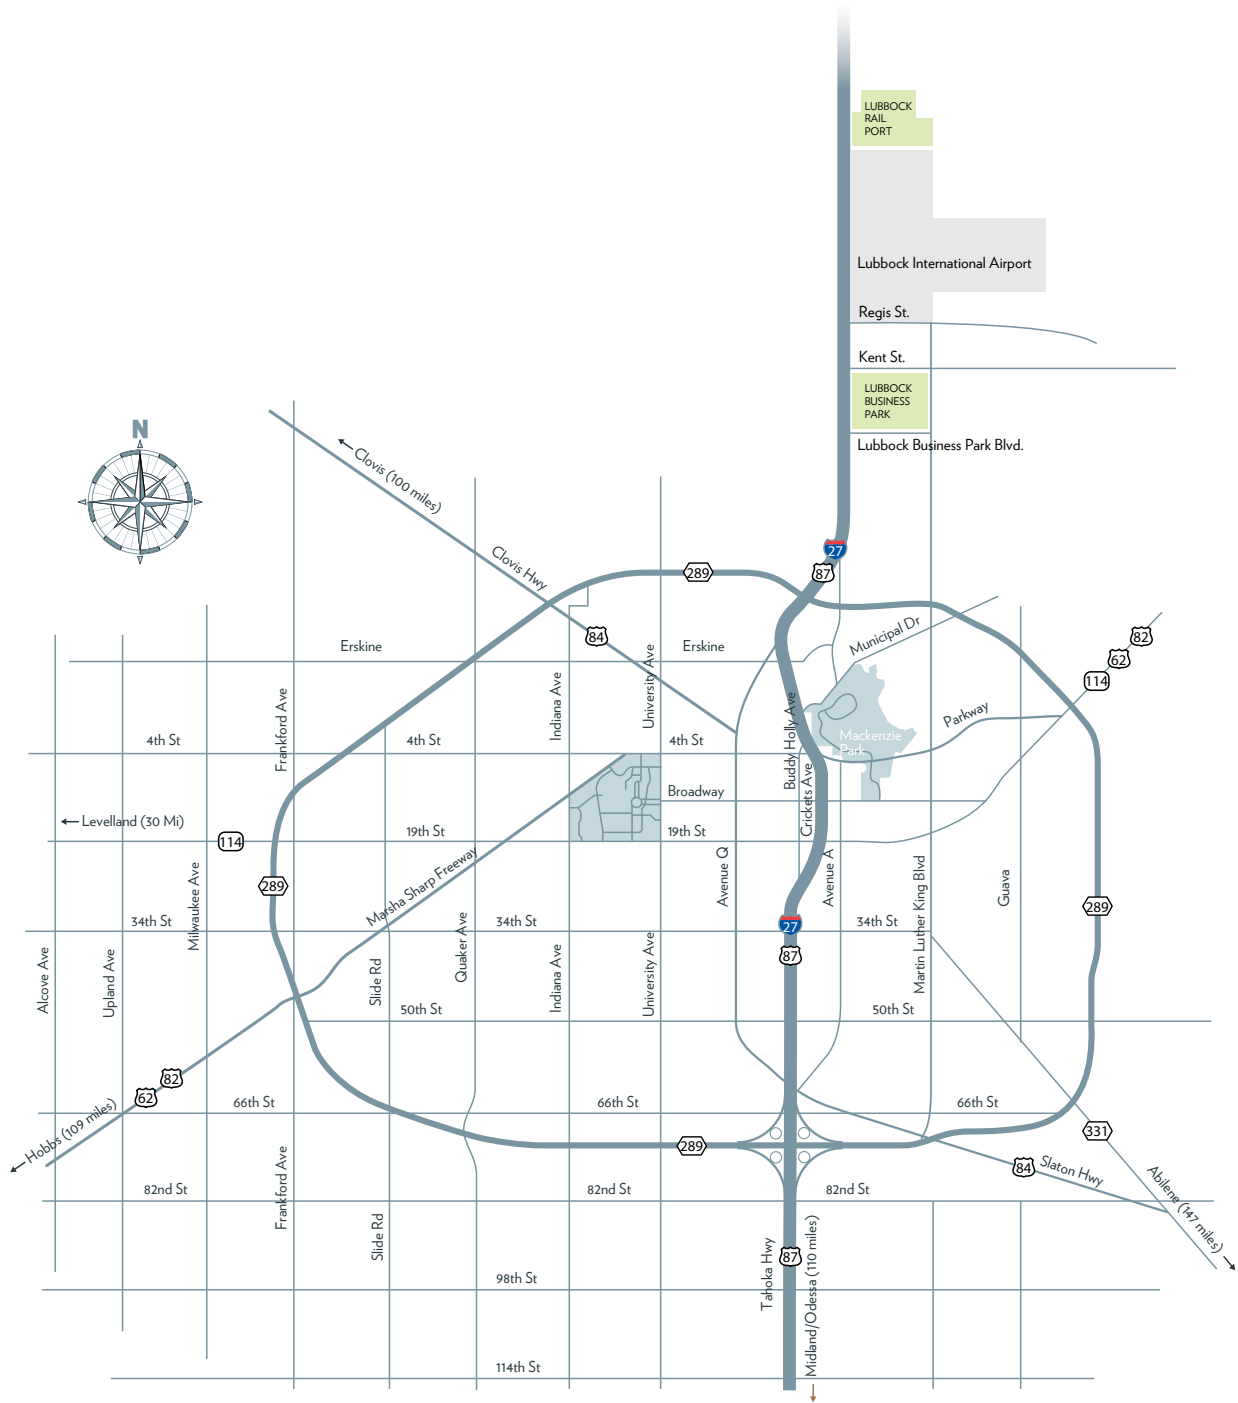 LUBBOCK
RAIL
PORT
Lubbock International Airport
Regis St.
Kent St.
LUBBOCK
BUSINESS
PARK
Lubbock Business Park Blvd.
N
Clovis (100 miles)
Clovis Hwy
27
87
289
84
Municipal Dr
82
62
114
Erskine
Erskine
Indiana Ave
University Ave
Frankford Ave
Buddy Holly Ave
Parkway
Mackenzie
Park
4th St
4th St
4th St
Crickets Ave
Broadway
Levelland (30 Mi)
114
19th St
19th St
289
Marsha Sharp Freeway
Milwaukee Ave
Avenue Q
Avenue A
Martin Luther King Blvd
Guava
289
34th St
34th St
34th St
27
87
Alcove Ave
Upland Ave
Slide Rd
Quaker Ave
Indiana Ave
University Ave
50th St
50th St
82
62
Hobbs (109 miles)
66th St
66th St
66th St
289
331
84
Slaton Hwy
Abilene (147 miles)
82nd St
82nd St
82nd St
Frankford Ave
Slide Rd
Tahoka Hwy
87
Midland/Odessa (110 miles)
98th St
114th St